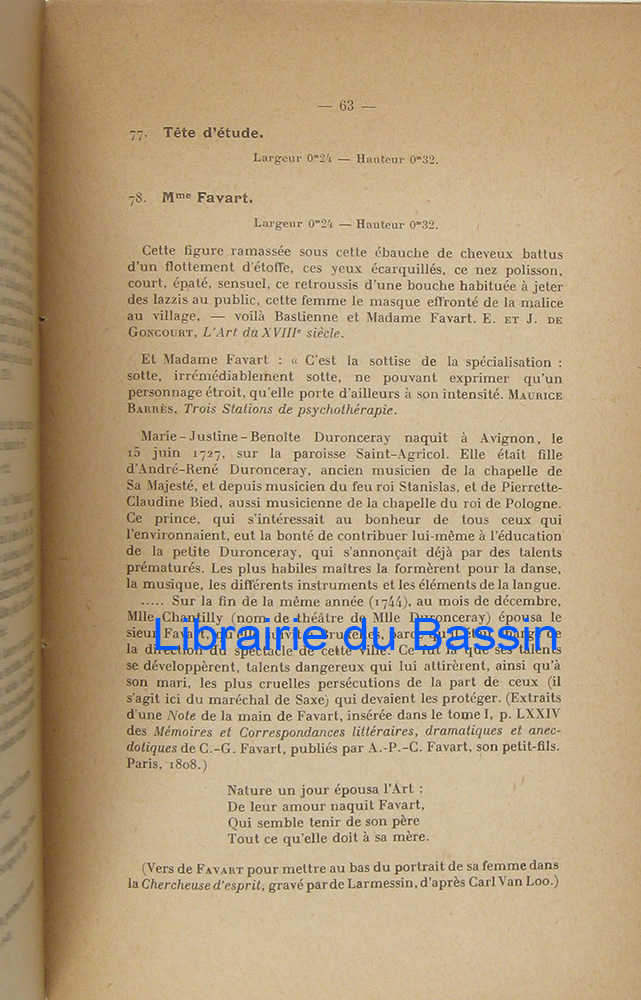 — 63 —
77. Tête d'étude.
Largeur 0m24 — Hauteur 0m32.
78. Mme Favart.
Largeur 0m24 — Hauteur 0m32.
Cette figure ramassée sous cette ébauche de cheveux battus
d'un flottement d'étoffe, ces yeux écarquillés, ce nez polisson,
court, épaté, sensuel, ce retroussis d'une bouche habituée à jeter
des lazzis au public, cette femme le masque effronté de la malice
au village, — voilà Bastienne et Madame Favart. E. ET J. DE
GONCOURT, L'Art du XVIIIe siècle.
Et Madame Favart : « C'est la sottise de la spécialisation :
sotte, irrémédiablement sotte, ne pouvant exprimer qu'un
personnage étroit, qu'elle porte d'ailleurs à son intensité. MAURICE
BARRÈS, Trois Stations de psychothérapie.
Marie-Justine-Benoîte Duronceray naquit à Avignon, le
15 juin 1727, sur la paroisse Saint-Agricol. Elle était fille
d'André-René Duronceray, ancien musicien de la chapelle de
Sa Majesté, et depuis musicien du feu roi Stanislas, et de Pierrette-
Claudine Bied, aussi musicienne de la chapelle du roi de Pologne.
Ce prince, qui s'intéressait au bonheur de tous ceux qui
l'environnaient, eut la bonté de contribuer lui-même à l'éducation
de la petite Duronceray, qui s'annonçait déjà par des talents
prématurés. Les plus habiles maîtres la formèrent pour la danse,
la musique, les différents instruments et les éléments de la langue.
..... Sur la fin de la même année (1744), au mois de décembre,
Mlle Chantilly (nom de théâtre de Mlle Duronceray) épousa le
sieur Favart, qu'elle suivit à Bruxelles, parce qu'il était chargé de
la direction du spectacle de cette ville. Ce fut là que ses talents
se développèrent, talents dangereux qui lui attirèrent, ainsi qu'à
son mari, les plus cruelles persécutions de la part de ceux (il
s'agit ici du maréchal de Saxe) qui devaient les protéger. (Extraits
d'une Note de la main de Favart, insérée dans le tome I, p. LXXIV
des Mémoires et Correspondances littéraires, dramatiques et anec-
dotiques de C.-G. Favart, publiés par A.-P.-C. Favart, son petit-fils.
Paris, 1808.)
Nature un jour épousa l'Art :
De leur amour naquit Favart,
Qui semble tenir de son père
Tout ce qu'elle doit à sa mère.
(Vers de FAVART pour mettre au bas du portrait de sa femme dans
la Chercheuse d'esprit, gravé par de Larmessin, d'après Carl Van Loo.)
Librairie du Bassin